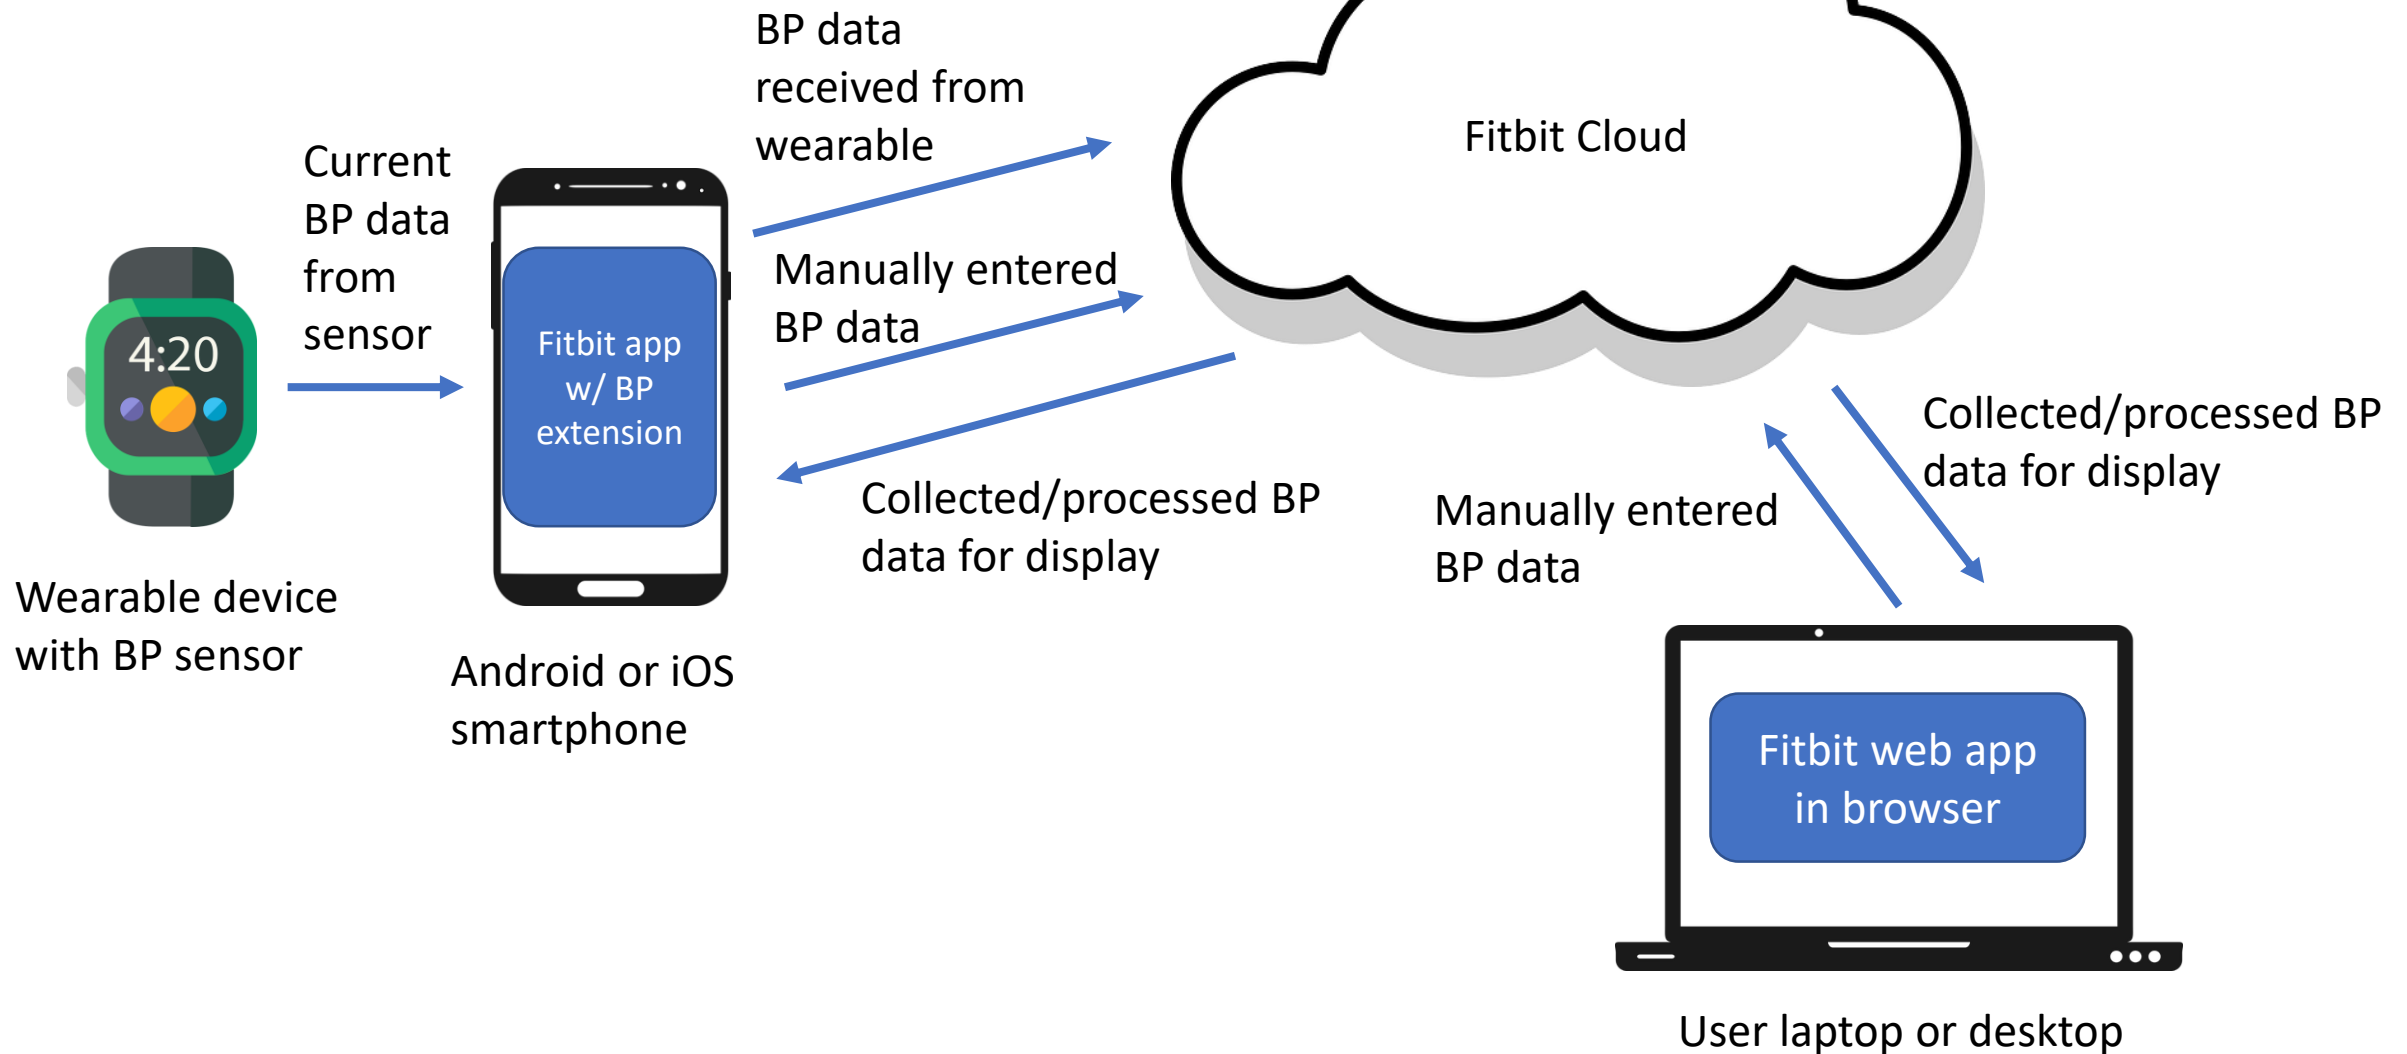 BP data
received from
wearable
Fitbit Cloud
Current
BP data
from
sensor
Manually entered
BP data
4:20
Fitbit app
w/ BP
extension
Collected/processed BP
data for display
Collected/processed BP
data for display
Manually entered
BP data
Wearable device
with BP sensor
Android or iOS
smartphone
Fitbit web app
in browser
User laptop or desktop